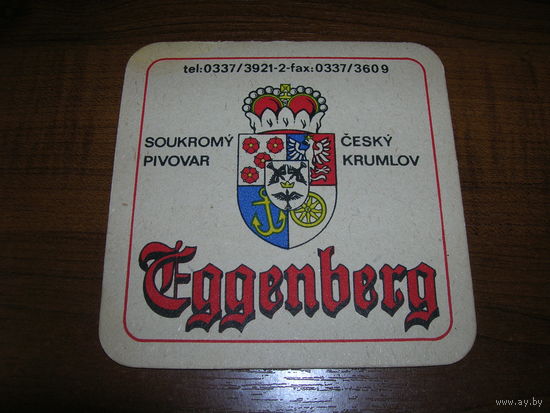 tel:0337/3921-2-fax:0337/3609
SOUKROMÝ ČESKÝ
PIVOVAR KRUMLOV
Eggenberg
www.ay.by